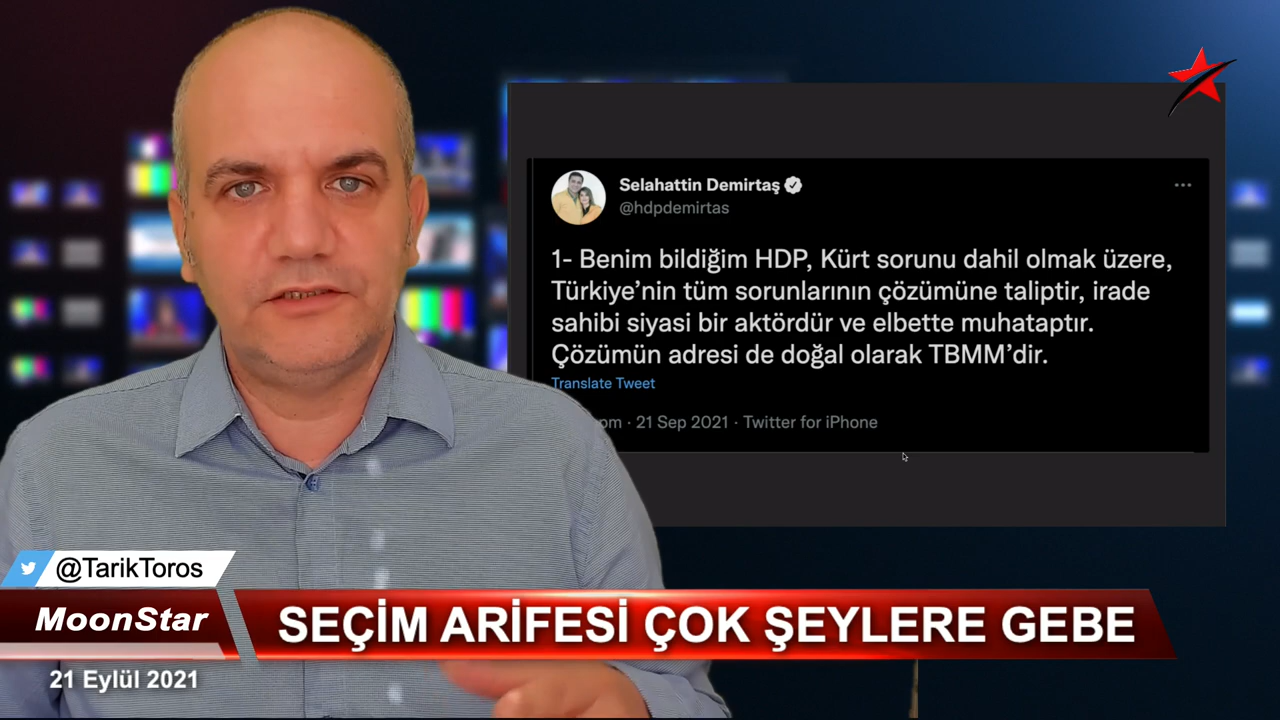 Selahattin Demirtaş
@hdpdemirtas
1- Benim bildiğim HDP, Kürt sorunu dahil olmak üzere,
Türkiye'nin tüm sorunlarının çözümüne taliptir, irade
sahibi siyasi bir aktördür ve elbette muhataptır.
Çözümün adresi de doğal olarak TBMM'dir.
Translate Tweet
pm · 21 Sep 2021 · Twitter for iPhone
@TarikToros
MoonStar
SEÇİM ARİFESİ ÇOK ŞEYLERE GEBE
21 Eylül 2021